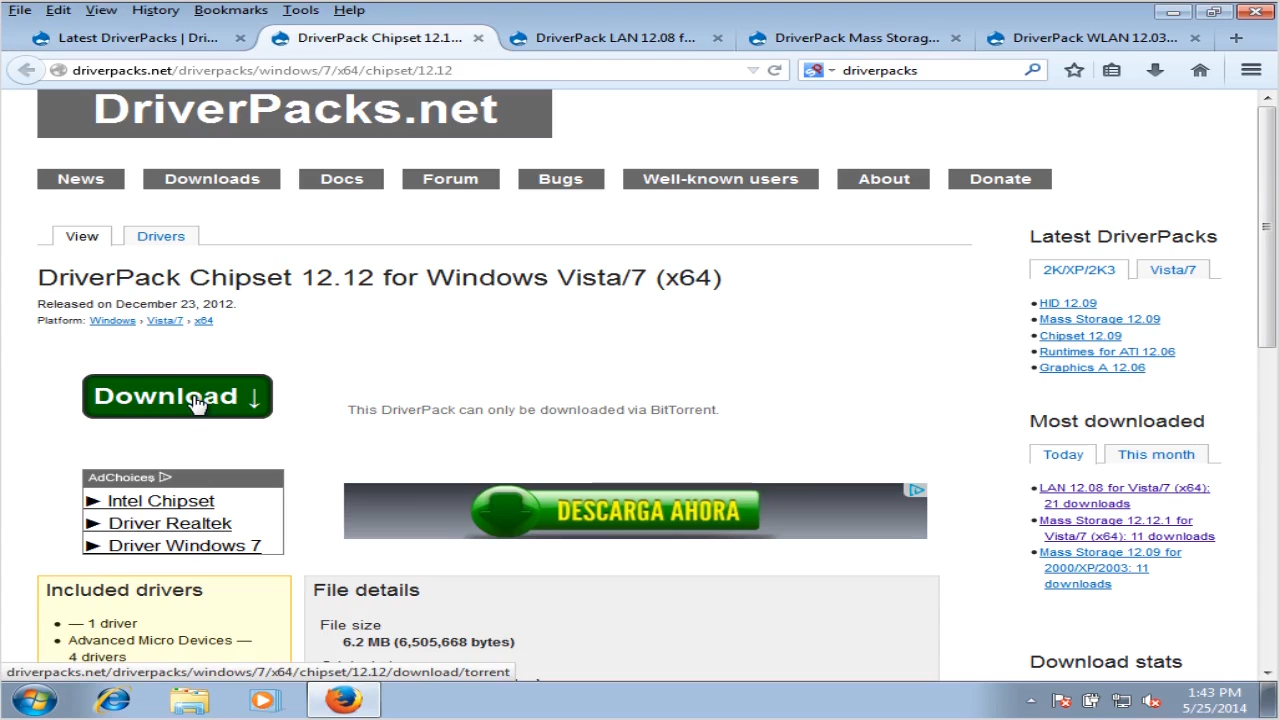 File Edit View History Bookmarks Tools Help
Latest DriverPacks | Dri... DriverPack Chipset 12.1... DriverPack LAN 12.08 f... DriverPack Mass Storag... DriverPack WLAN 12.03...
driverpacks.net/driverpacks/windows/7/x64/chipset/12.12 driverpacks
DriverPacks.net
News Downloads Docs Forum Bugs Well-known users About Donate
View Drivers
DriverPack Chipset 12.12 for Windows Vista/7 (x64)
Released on December 23, 2012.
Platform: Windows › Vista/7 › x64
Download ↓
This DriverPack can only be downloaded via BitTorrent.
AdChoices
► Intel Chipset
► Driver Realtek
► Driver Windows 7
DESCARGA AHORA
Included drivers
• — 1 driver
• Advanced Micro Devices —
4 drivers
File details
File size
6.2 MB (6,505,668 bytes)
Latest DriverPacks
2K/XP/2K3 Vista/7
• HID 12.09
• Mass Storage 12.09
• Chipset 12.09
• Runtimes for ATI 12.06
• Graphics A 12.06
Most downloaded
Today This month
• LAN 12.08 for Vista/7 (x64):
21 downloads
• Mass Storage 12.12.1 for
Vista/7 (x64): 11 downloads
• Mass Storage 12.09 for
2000/XP/2003: 11
downloads
Download stats
driverpacks.net/driverpacks/windows/7/x64/chipset/12.12/download/torrent
1:43 PM
5/25/2014